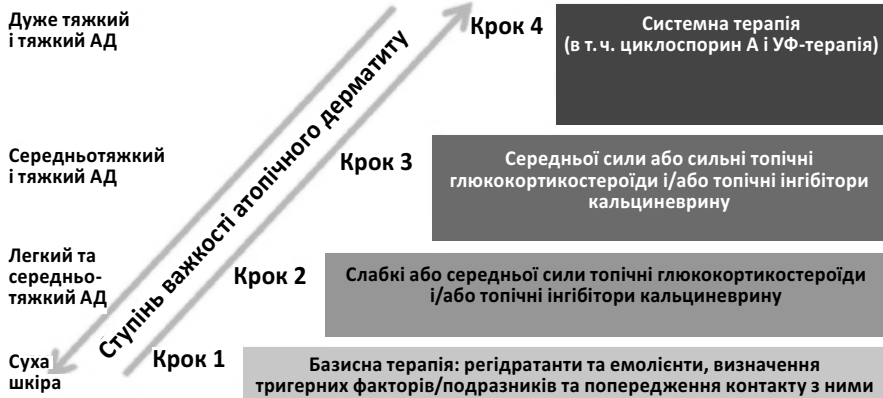 Дуже тяжкий
і тяжкий АД
Крок 4
Системна терапія
(в т. ч. циклоспорин А і УФ-терапія)
Ступінь важкості атопічного дерматиту
Середньотяжкий
і тяжкий АД
Крок 3
Середньої сили або сильні топічні
глюкокортикостероїди і/або топічні інгібітори
кальциневрину
Легкий та
середньо-
тяжкий АД
Крок 2
Слабкі або середньої сили топічні глюкокортикостероїди
і/або топічні інгібітори кальциневрину
Суха
шкіра
Крок 1
Базисна терапія: регідратанти та емолієнти, визначення
тригерних факторів/подразників та попередження контакту з ними